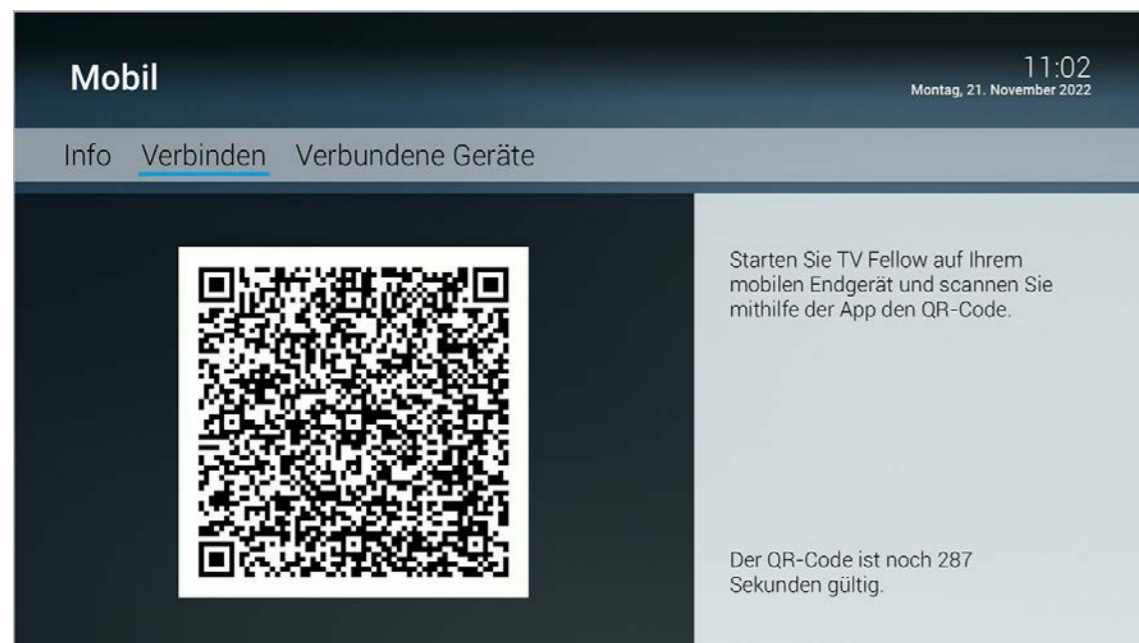 Mobil
11:02
Montag, 21. November 2022
Info Verbinden Verbundene Geräte
Starten Sie TV Fellow auf Ihrem
mobilen Endgerät und scannen Sie
mithilfe der App den QR-Code.
Der QR-Code ist noch 287
Sekunden gültig.